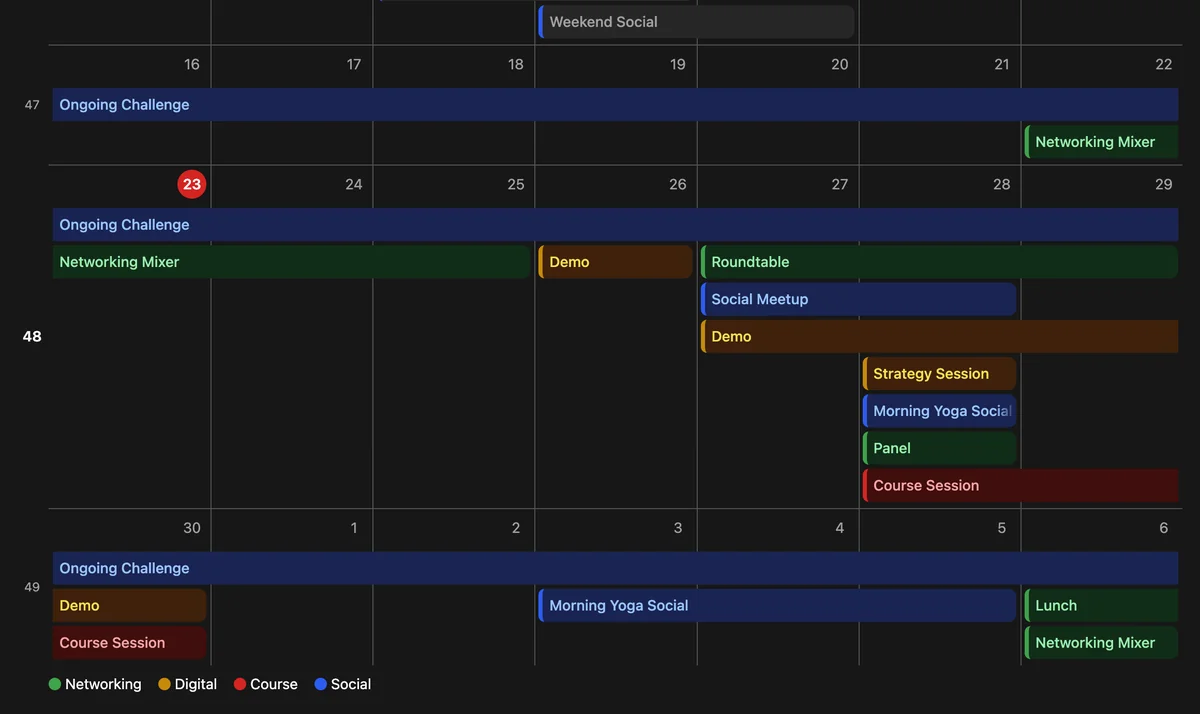 Weekend Social
16 17 18 19 20 21 22
47 Ongoing Challenge
Networking Mixer
23 24 25 26 27 28 29
Ongoing Challenge
Networking Mixer Demo Roundtable
Social Meetup
48 Demo
Strategy Session
Morning Yoga Social
Panel
Course Session
30 1 2 3 4 5 6
Ongoing Challenge
49
Demo Morning Yoga Social Lunch
Course Session Networking Mixer
Networking Digital Course Social